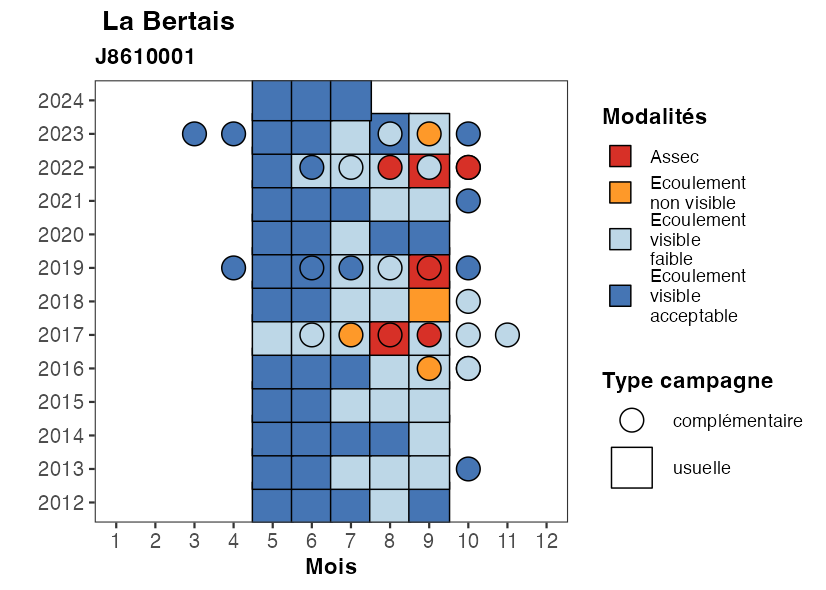 La Bertais
J8610001
2024
2023
2022
2021
2020
2019
2018
2017
2016
2015
2014
2013
2012
1 2 3 4 5 6 7 8 9 10 11 12
Mois
Modalités
Assec
Ecoulement
non visible
Ecoulement
visible
faible
Ecoulement
visible
acceptable
Type campagne
complémentaire
usuelle